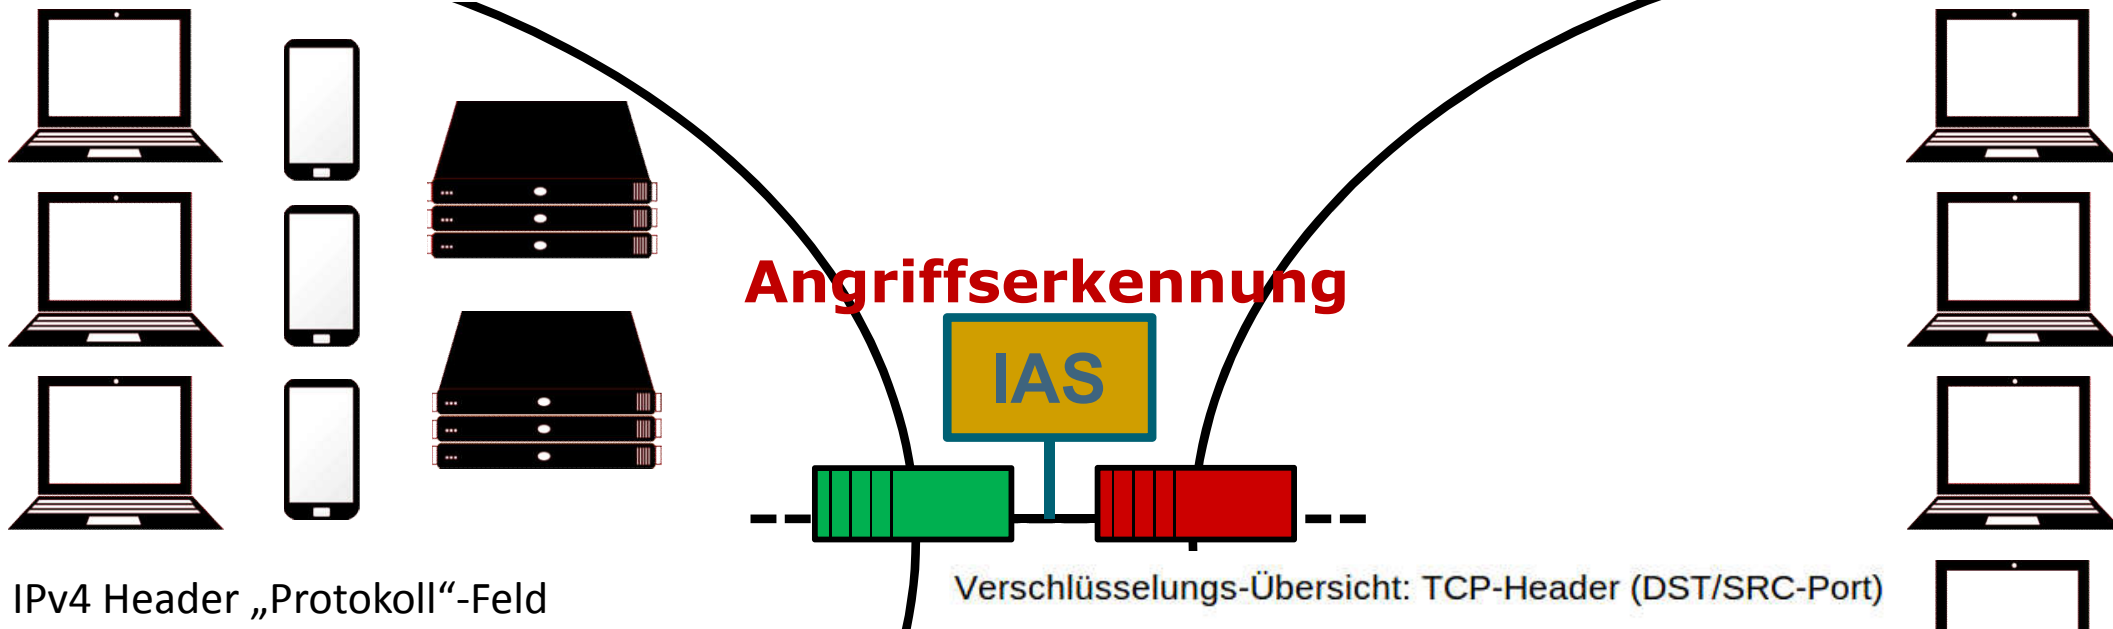 Angriffserkennung
IAS
IPv4 Header „Protokoll“-Feld
Verschlüsselungs-Übersicht: TCP-Header (DST/SRC-Port)